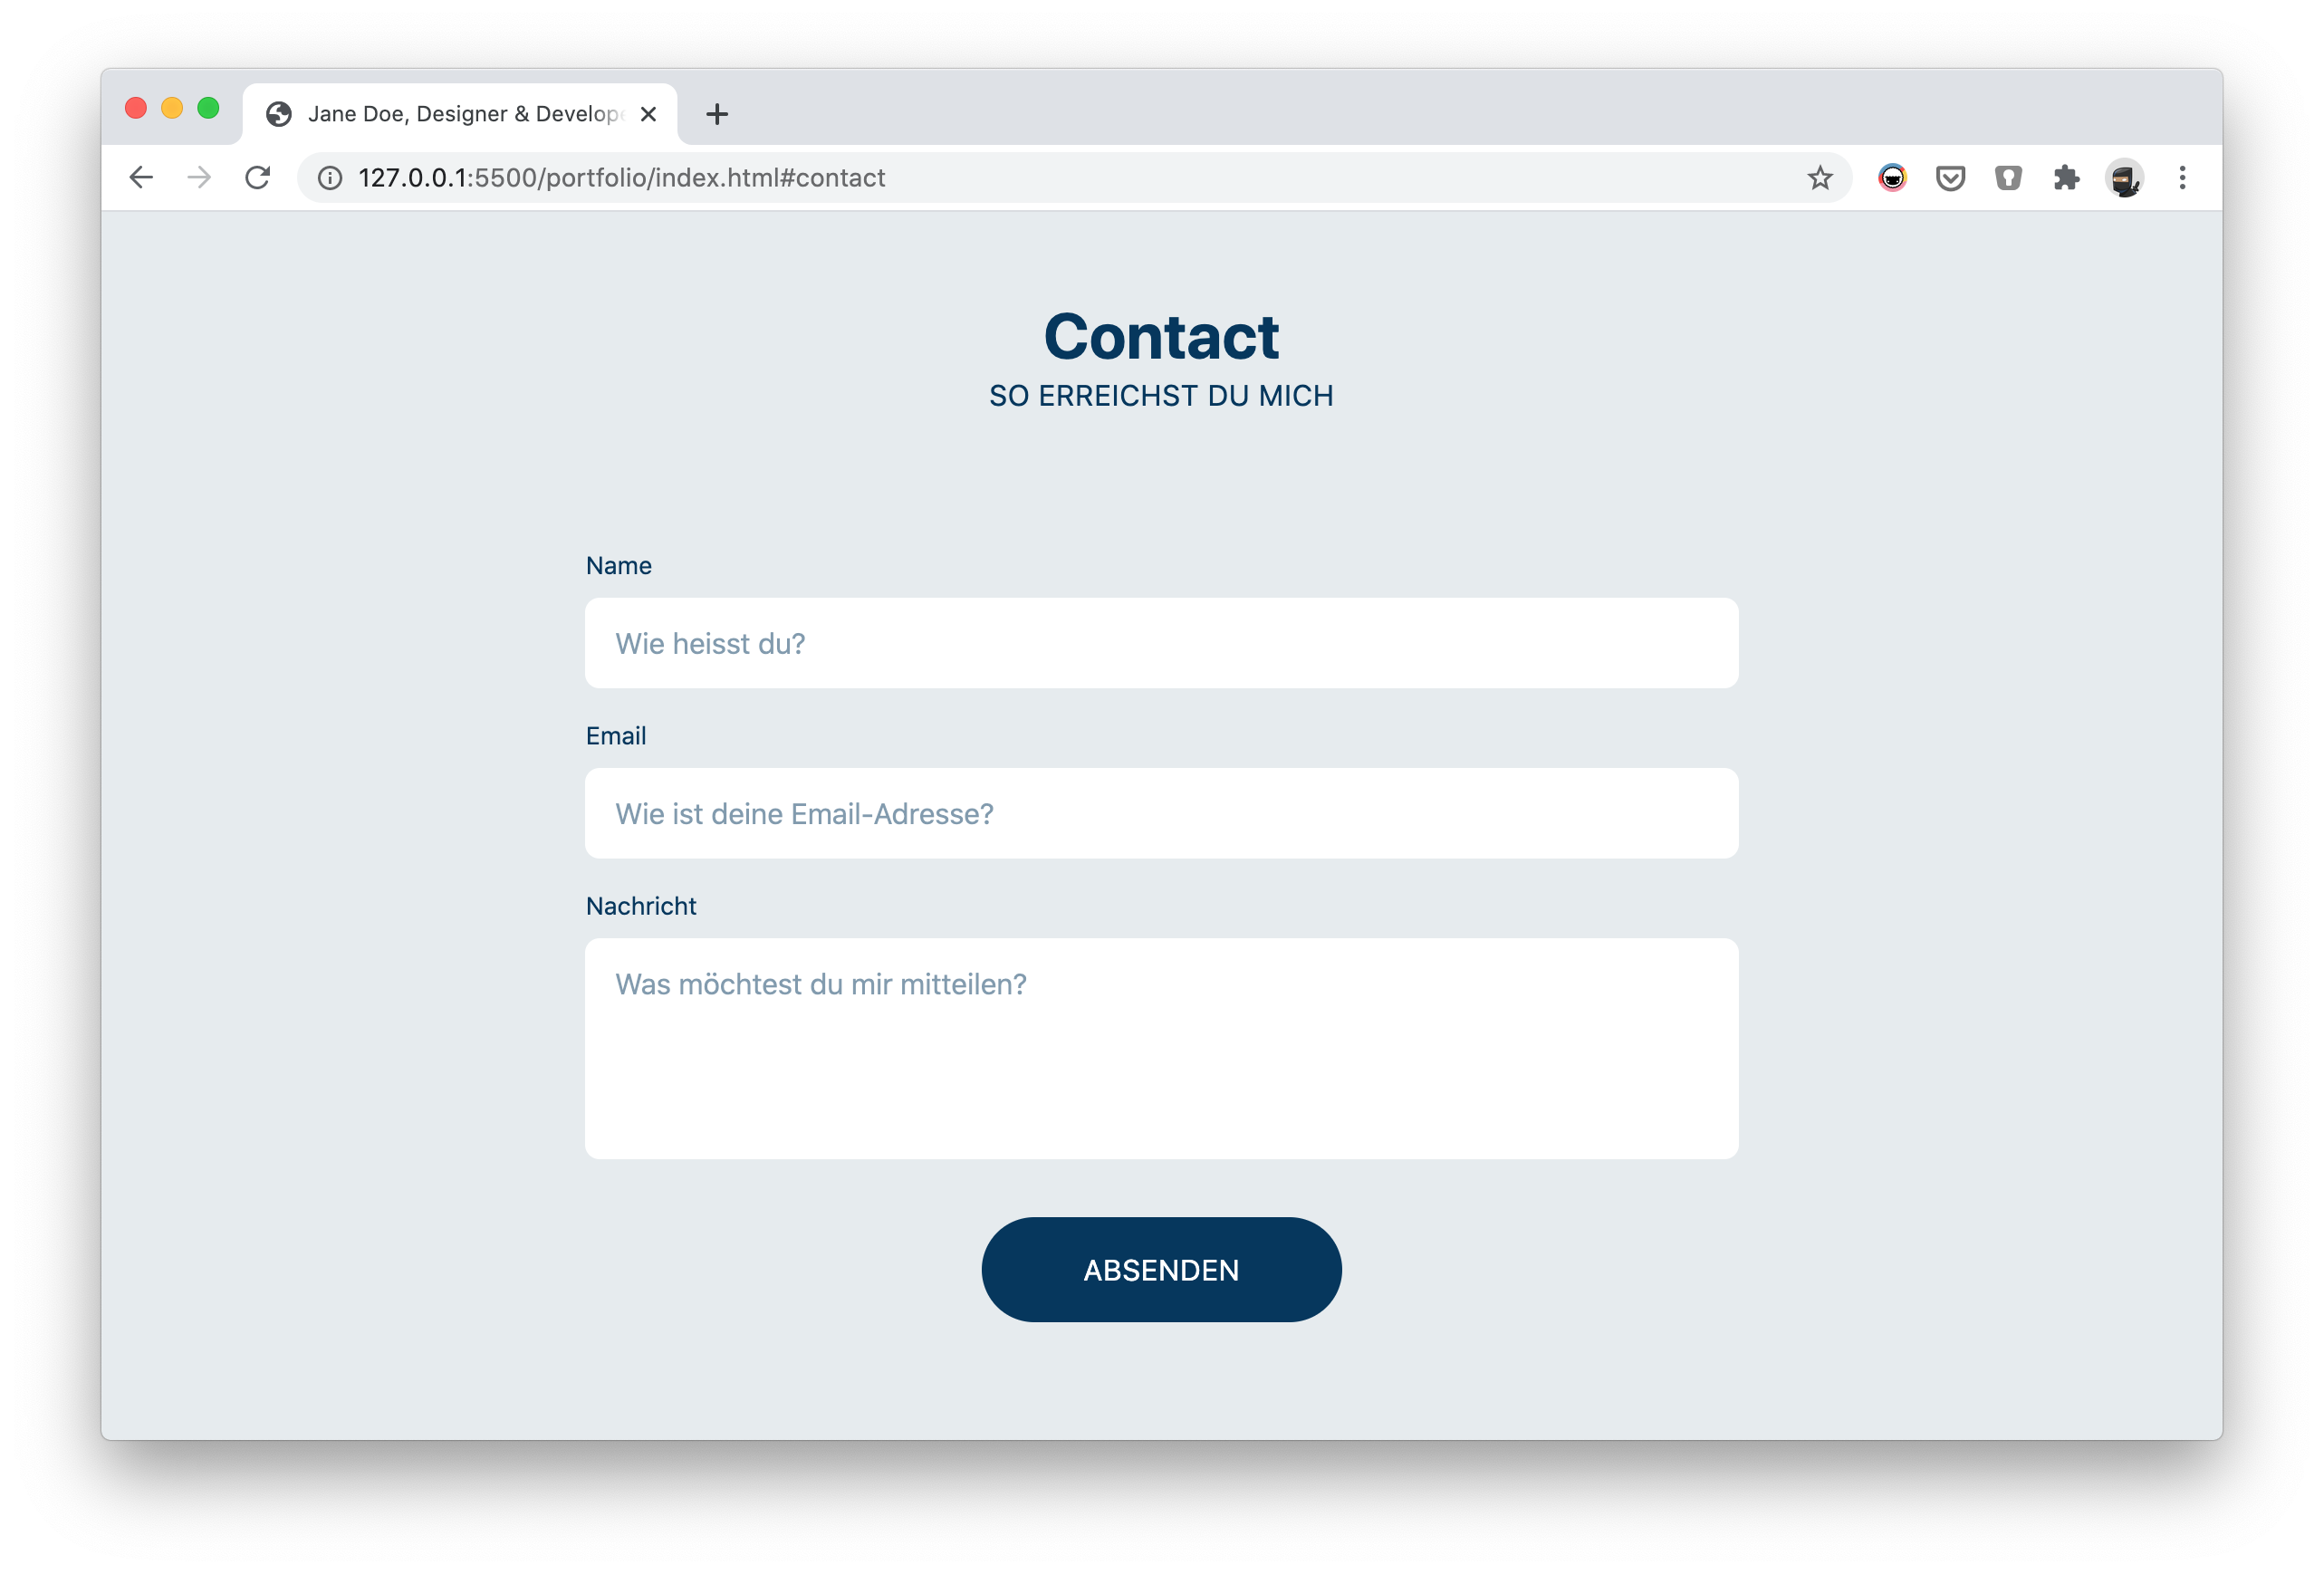 Jane Doe, Designer & Develope
127.0.0.1:5500/portfolio/index.html#contact
Contact
SO ERREICHST DU MICH
Name
Wie heisst du?
Email
Wie ist deine Email-Adresse?
Nachricht
Was möchtest du mir mitteilen?
ABSENDEN